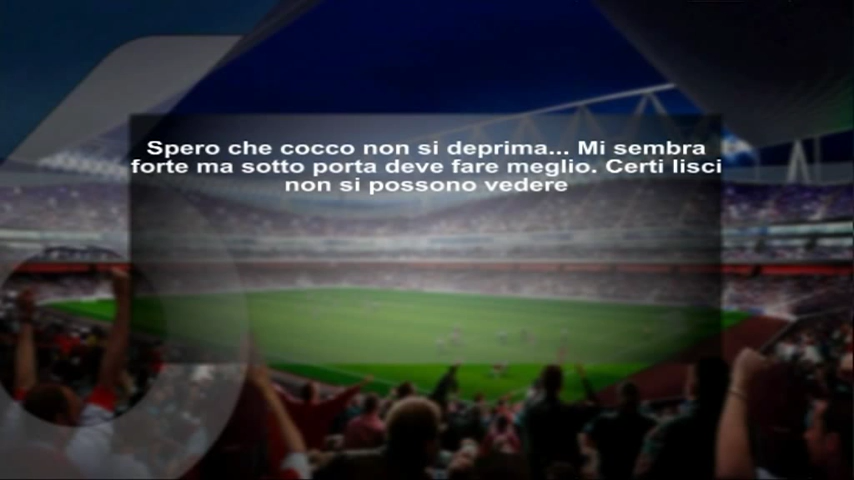 Spero che cocco non si deprima... Mi sembra
forte ma sotto porta deve fare meglio. Certi lisci
non si possono vedere